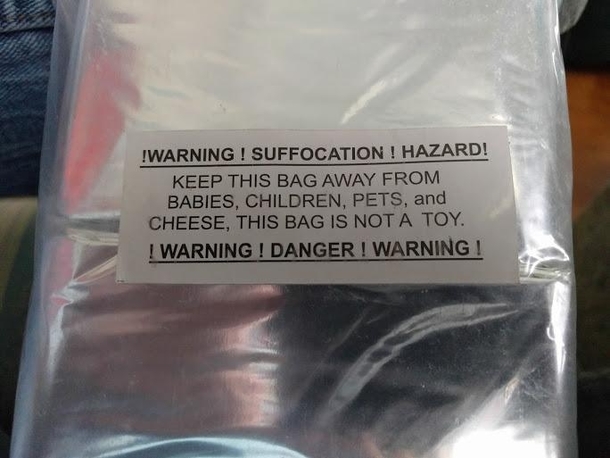 !WARNING ! SUFFOCATION ! HAZARD!
KEEP THIS BAG AWAY FROM
BABIES, CHILDREN, PETS, and
CHEESE, THIS BAG IS NOT A TOY.
! WARNING ! DANGER ! WARNING !